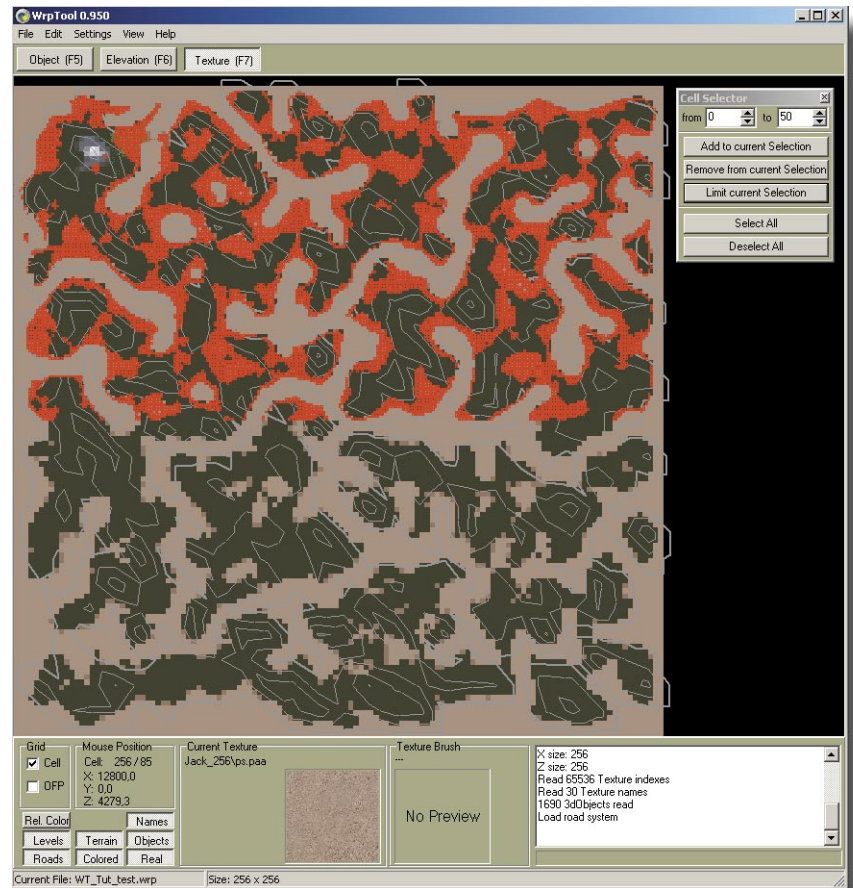 WrpTool 0.950
File Edit Settings View Help
Object (F5) Elevation (F6) Texture (F7)
Cell Selector
from 0 to 50
Add to current Selection
Remove from current Selection
Limit current Selection
Select All
Deselect All
Grid
Cell
OFP
Rel. Color Names
Levels Terrain Objects
Roads Colored Real
Mouse Position
Cell: 256 / 85
X: 12800,0
Y: 0,0
Z: 4279,3
Current Texture
Jack_256\ps.paa
Texture Brush
---
No Preview
X size: 256
Z size: 256
Read 65536 Texture indexes
Read 30 Texture names
1690 3dObjects read
Load road system
Current File: WT_Tut_test.wrp Size: 256 x 256